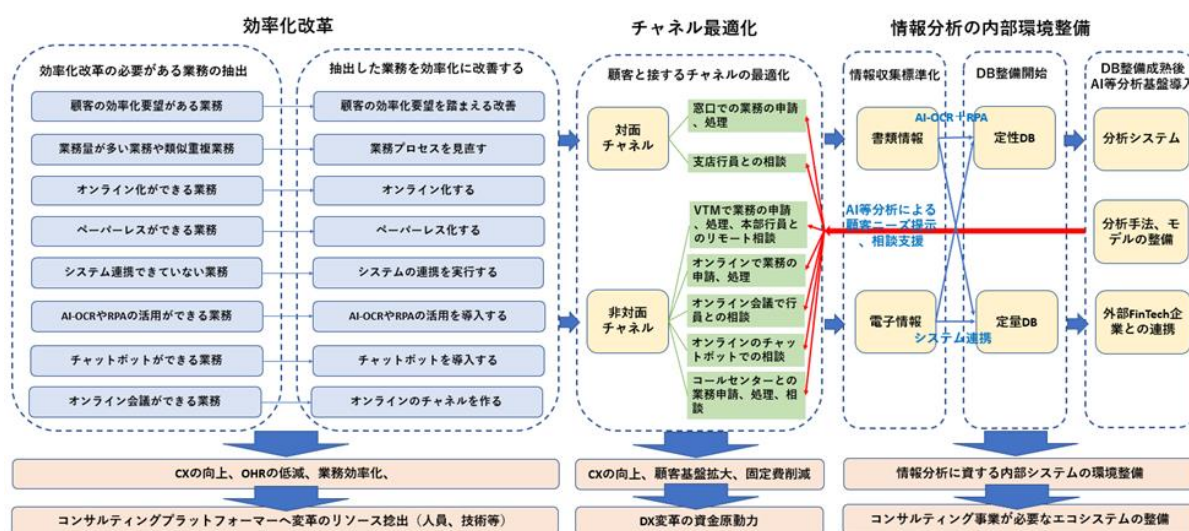 効率化改革
チャネル最適化
情報分析の内部環境整備
効率化改革の必要がある業務の抽出
抽出した業務を効率化に改善する
顧客の効率化要望がある業務
顧客の効率化要望を踏まえる改善
業務量が多い業務や類似重複業務
業務プロセスを見直す
オンライン化ができる業務
オンライン化する
ペーパーレスができる業務
ペーパーレス化する
システム連携できていない業務
システムの連携を実行する
AI-OCRやRPAの活用ができる業務
AI-OCRやRPAの活用を導入する
チャットボットができる業務
チャットボットを導入する
オンライン会議ができる業務
オンラインのチャネルを作る
顧客と接するチャネルの最適化
対面
チャネル
窓口での業務の申請
、処理
支店行員との相談
非対面
チャネル
VTMで業務の申請
、処理、本部行員と
のリモート相談
オンラインで業務の
申請、処理
オンライン会議で行
員との相談
オンラインのチャッ
トボットでの相談
コールセンターとの
業務申請、処理、相
談
情報収集標準化
DB整備開始
DB整備成熟後
AI等分析基盤導入
AI-OCR＋RPA
書類情報
定性DB
分析システム
AI等分析による
顧客ニーズ提示
、相談支援
分析手法、モ
デルの整備
電子情報
定量DB
システム連携
外部FinTech企
業との連携
CXの向上、OHRの低減、業務効率化、
CXの向上、顧客基盤拡大、固定費削減
情報分析に資する内部システムの環境整備
コンサルティングプラットフォーマーへ変革のリソース捻出（人員、技術等）
DX変革の資金原動力
コンサルティング事業が必要なエコシステムの整備